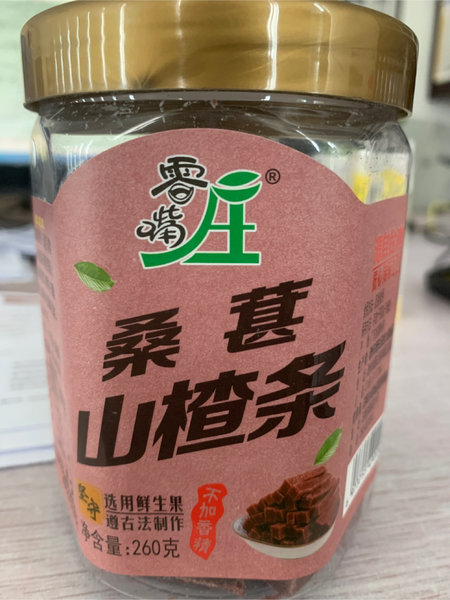 零嘴庄®
桑葚
山楂条
坚守
选用鲜生果
遵古法制作
不加香精
净含量:260克